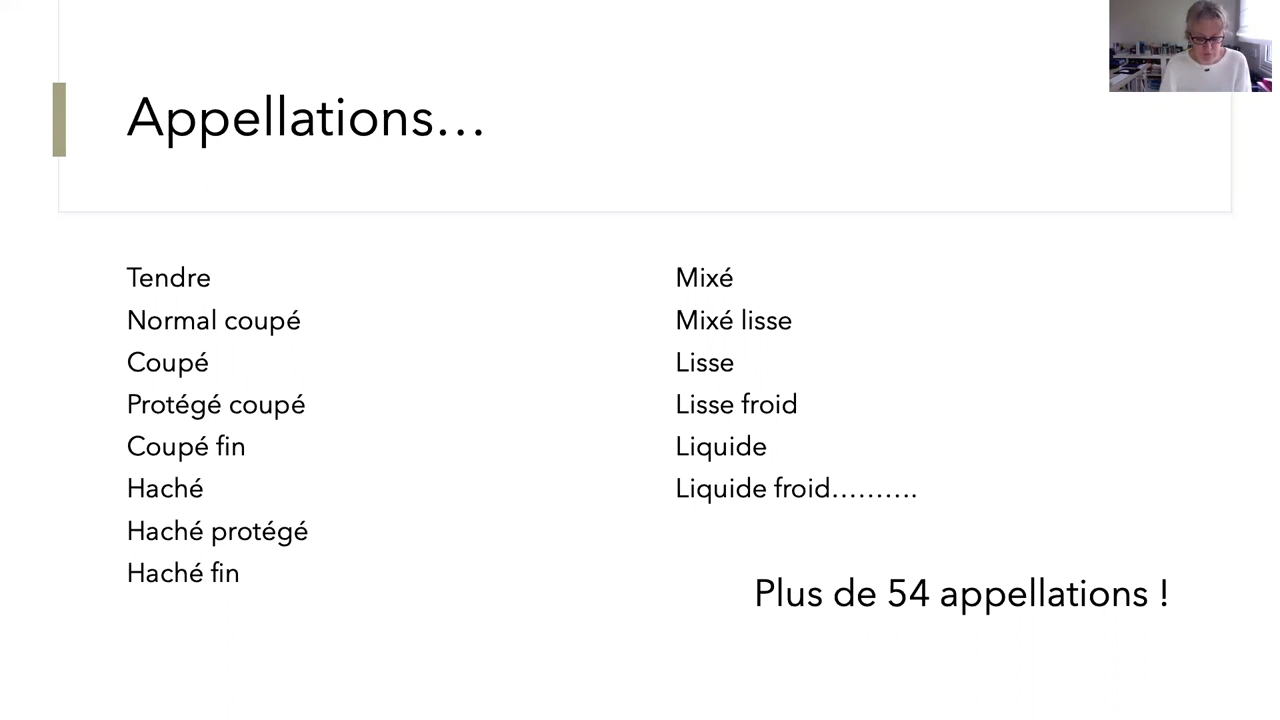 Appellations…
Tendre
Normal coupé
Coupé
Protégé coupé
Coupé fin
Haché
Haché protégé
Haché fin
Mixé
Mixé lisse
Lisse
Lisse froid
Liquide
Liquide froid……….
Plus de 54 appellations !